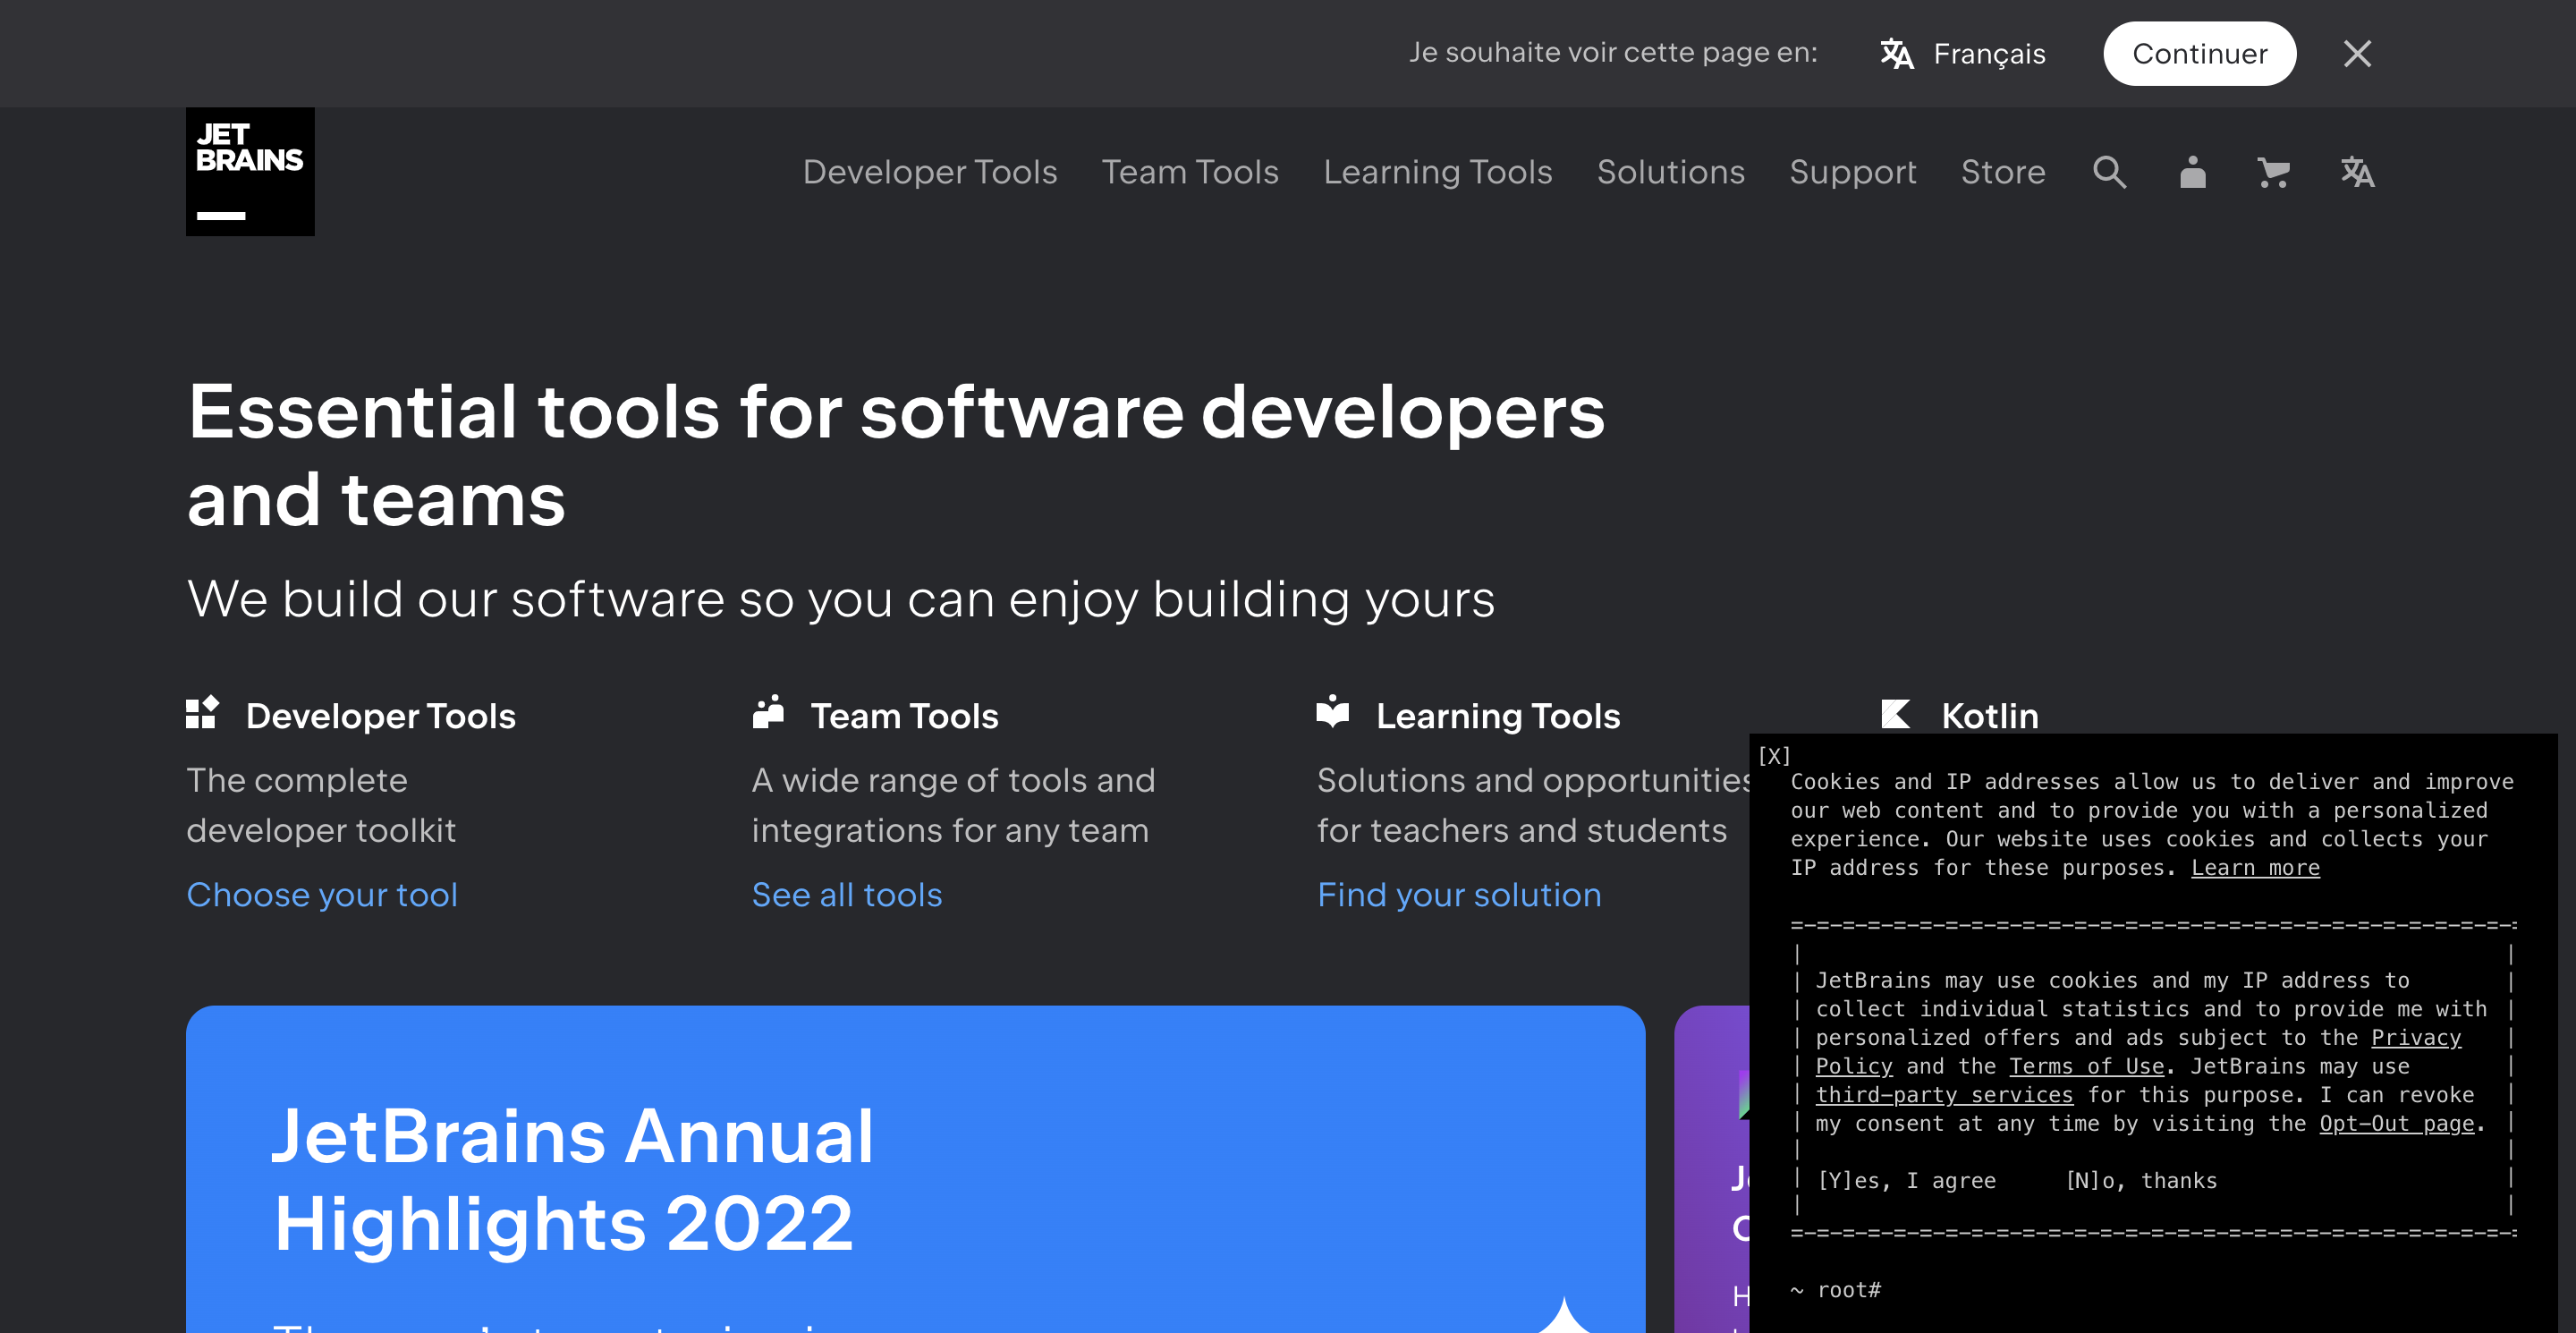 Je souhaite voir cette page en:
Français
Continuer
JET
BRAINS
Developer Tools
Team Tools
Learning Tools
Solutions
Support
Store
Essential tools for software developers
and teams
We build our software so you can enjoy building yours
Developer Tools
The complete
developer toolkit
Choose your tool
Team Tools
A wide range of tools and
integrations for any team
See all tools
Learning Tools
Solutions and opportunities
for teachers and students
Find your solution
Kotlin
JetBrains Annual
Highlights 2022
[X]
Cookies and IP addresses allow us to deliver and improve
our web content and to provide you with a personalized
experience. Our website uses cookies and collects your
IP address for these purposes. Learn more
JetBrains may use cookies and my IP address to
collect individual statistics and to provide me with
personalized offers and ads subject to the Privacy
Policy and the Terms of Use. JetBrains may use
third-party services for this purpose. I can revoke
my consent at any time by visiting the Opt-Out page.
[Y]es, I agree
[N]o, thanks
~ root#